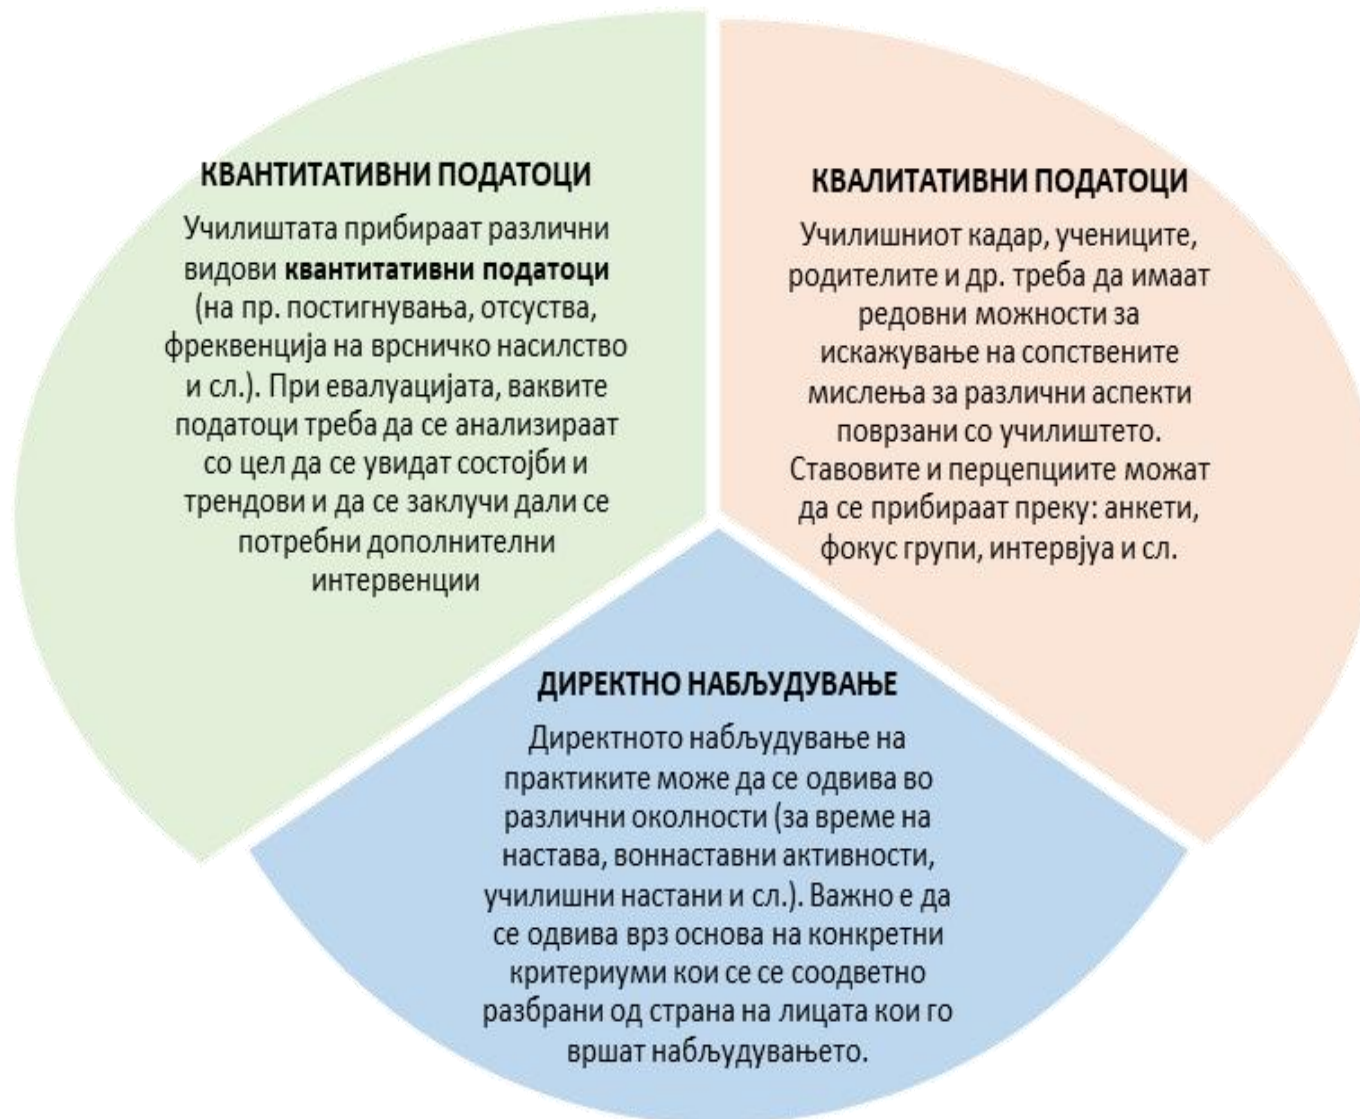 КВАНТИТАТИВНИ ПОДАТОЦИ
Училиштата прибираат различни
видови квантитативни податоци
(на пр. постигнувања, отсуства,
фреквенција на врсничко насилство
и сл.). При евалуацијата, ваквите
податоци треба да се анализираат
со цел да се увидат состојби и
трендови и да се заклучи дали се
потребни дополнителни
интервенции
КВАЛИТАТИВНИ ПОДАТОЦИ
Училишниот кадар, учениците,
родителите и др. треба да имаат
редовни можности за
искажување на сопствените
мислења за различни аспекти
поврзани со училиштето.
Ставовите и перцепциите можат
да се прибираат преку: анкети,
фокус групи, интервјуа и сл.
ДИРЕКТНО НАБЉУДУВАЊЕ
Директното набљудување на
практиките може да се одвива во
различни околности (за време на
настава, воннаставни активности,
училишни настани и сл.). Важно е да
се одвива врз основа на конкретни
критериуми кои се се соодветно
разбрани од страна на лицата кои го
вршат набљудувањето.